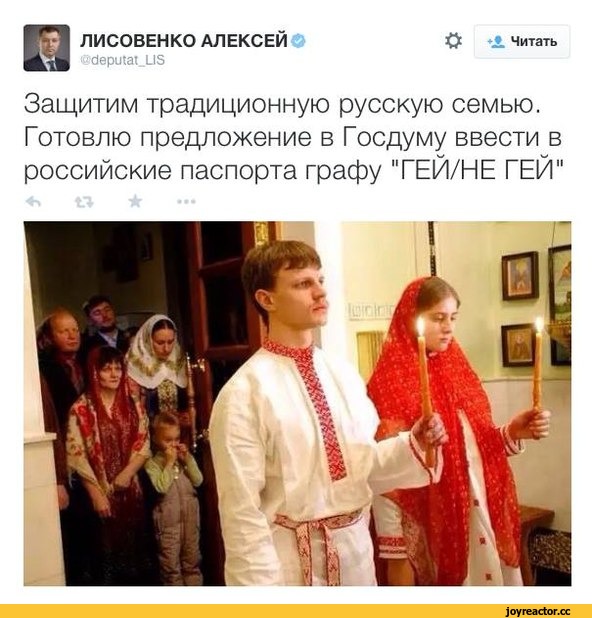 ЛИСОВЕНКО АЛЕКСЕЙ
@deputat_LIS
Читать
Защитим традиционную русскую семью.
Готовлю предложение в Госдуму ввести в
российские паспорта графу "ГЕЙ/НЕ ГЕЙ"
joyreactor.cc